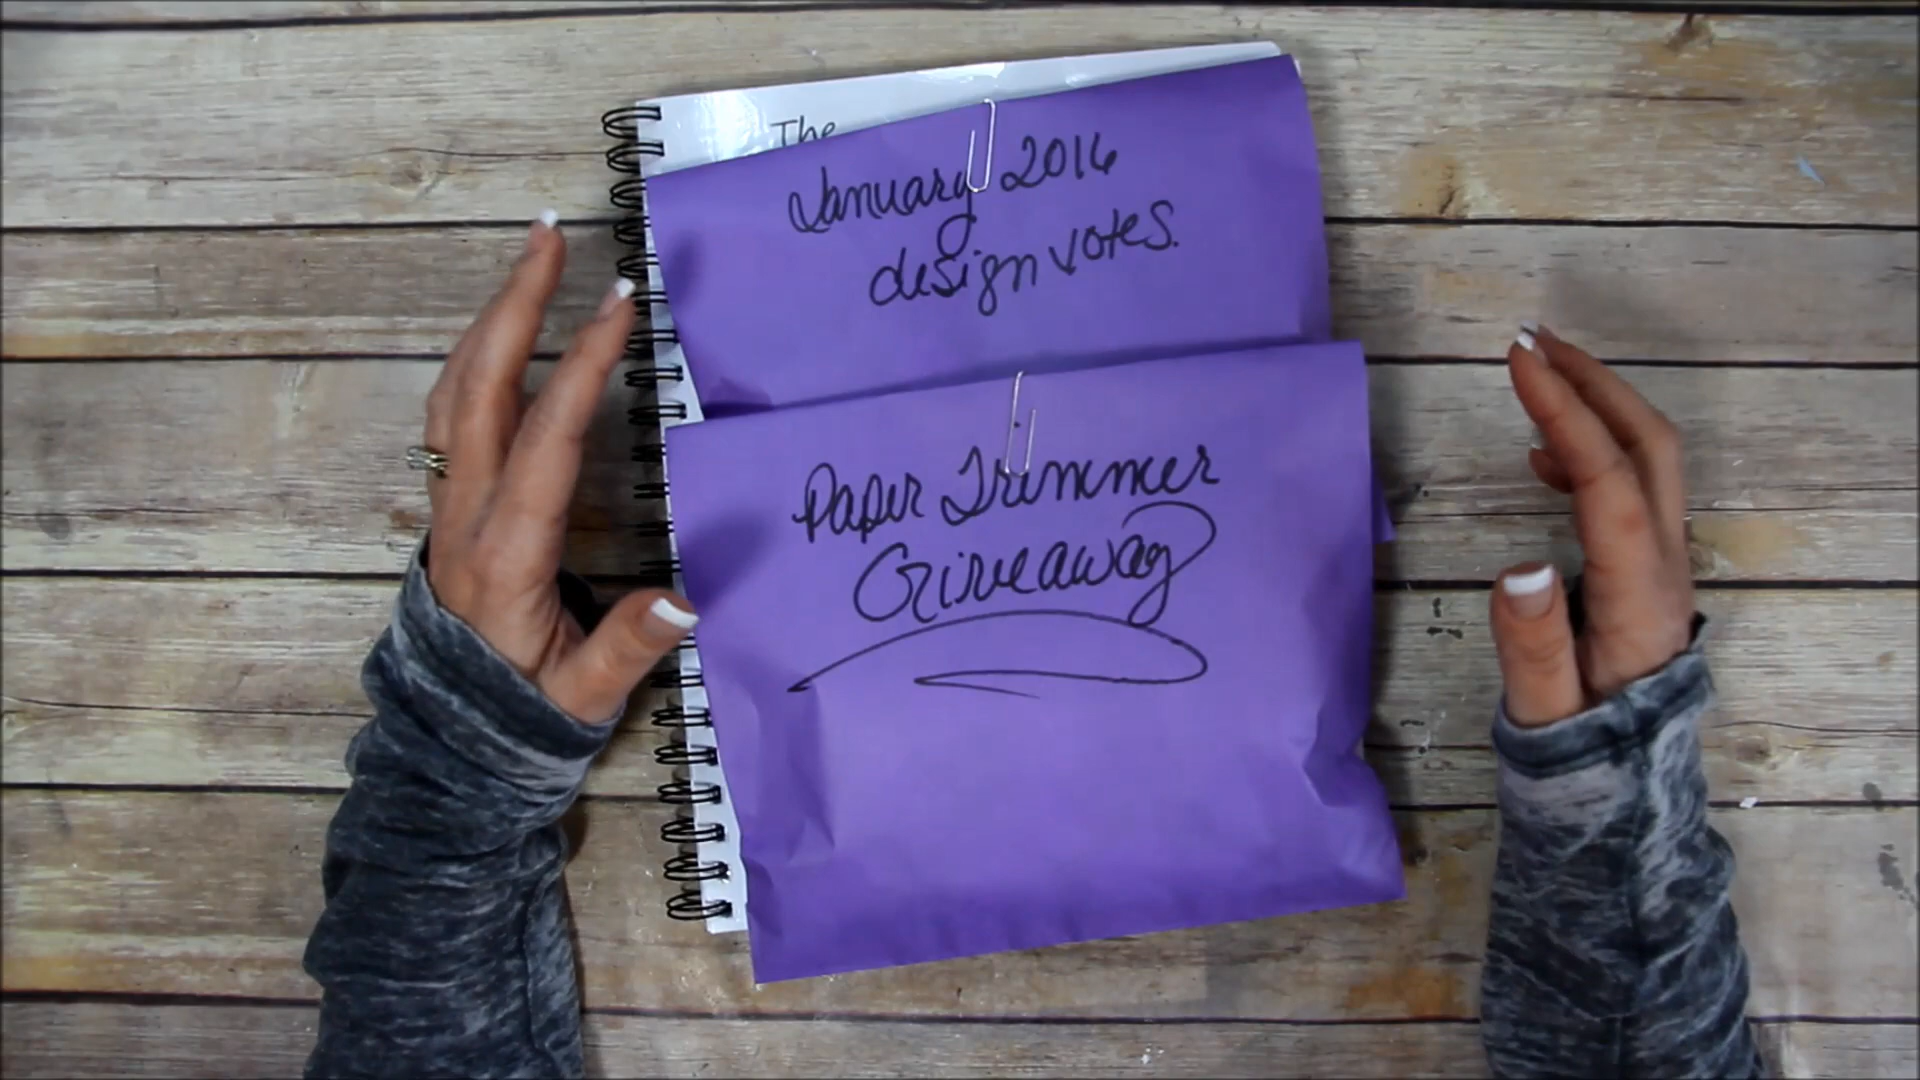 The
January 2016
design votes.
Paper Trimmer
Giveaway